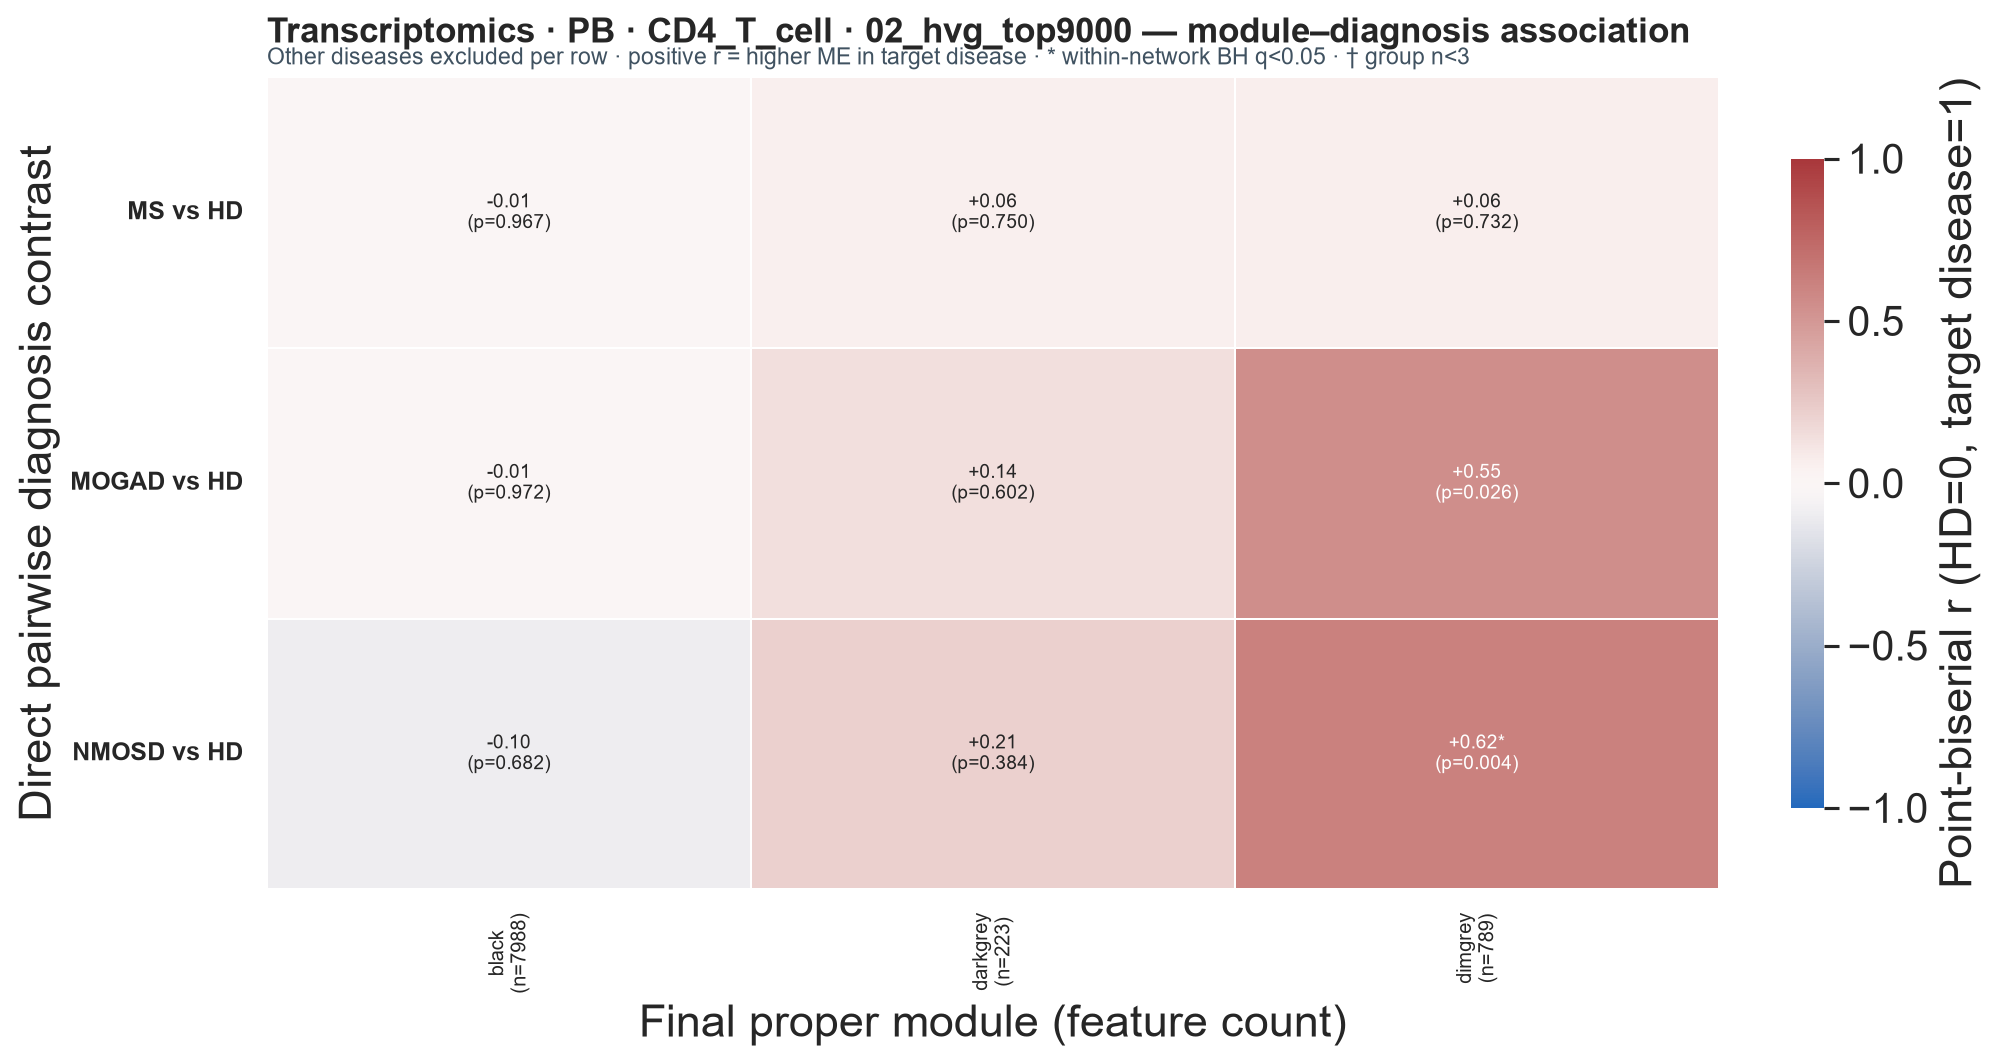 Transcriptomics · PB · CD4_T_cell · 02_hvg_top9000 — module–diagnosis association
Other diseases excluded per row · positive r = higher ME in target disease · * within-network BH q<0.05 · † group n<3
Direct pairwise diagnosis contrast
MS vs HD
-0.01
(p=0.967)
+0.06
(p=0.750)
+0.06
(p=0.732)
MOGAD vs HD
-0.01
(p=0.972)
+0.14
(p=0.602)
+0.55
(p=0.026)
NMOSD vs HD
-0.10
(p=0.682)
+0.21
(p=0.384)
+0.62*
(p=0.004)
black
(n=7988)
darkgrey
(n=223)
dimgrey
(n=789)
Final proper module (feature count)
1.0
0.5
0.0
−0.5
−1.0
Point-biserial r (HD=0, target disease=1)